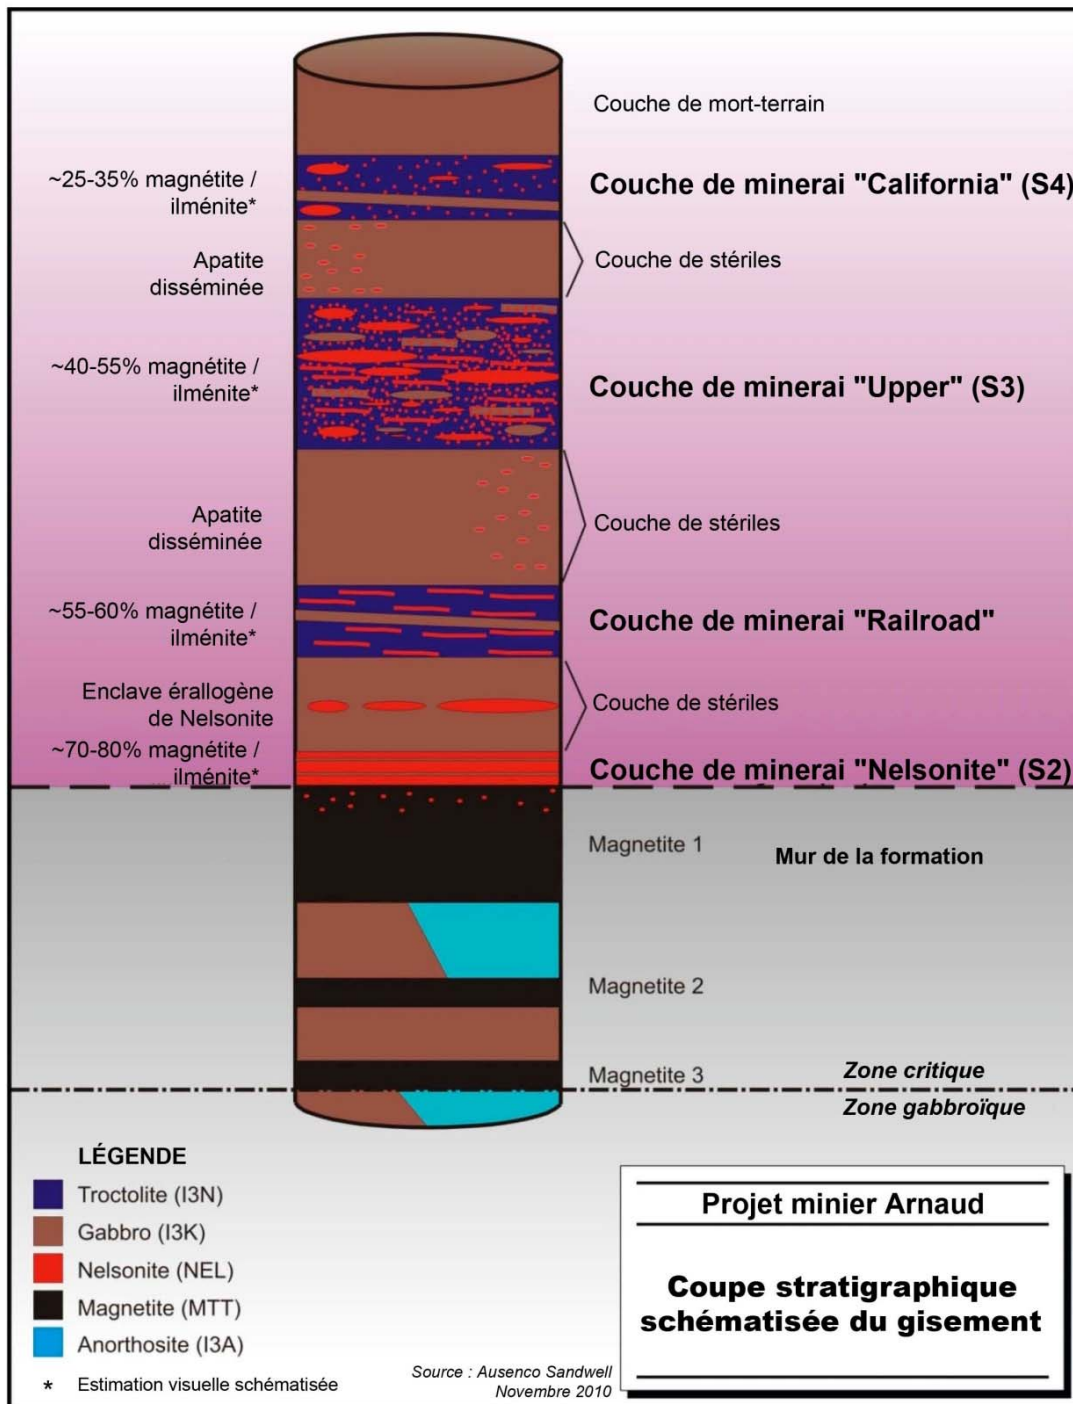 Couche de mort-terrain
~25-35% magnétite /
ilménite*
Couche de minerai "California" (S4)
Apatite
disséminée
Couche de stériles
~40-55% magnétite /
ilménite*
Couche de minerai "Upper" (S3)
Apatite
disséminée
Couche de stériles
~55-60% magnétite /
ilménite*
Couche de minerai "Railroad"
Enclave érallogène
de Nelsonite
Couche de stériles
~70-80% magnétite /
ilménite*
Couche de minerai "Nelsonite" (S2)
Magnetite 1
Mur de la formation
Magnetite 2
Magnetite 3
Zone critique
Zone gabbroïque
LÉGENDE
Troctolite (I3N)
Gabbro (I3K)
Nelsonite (NEL)
Magnetite (MTT)
Anorthosite (I3A)
* Estimation visuelle schématisée
Source : Ausenco Sandwell
Novembre 2010
Projet minier Arnaud
Coupe stratigraphique
schématisée du gisement